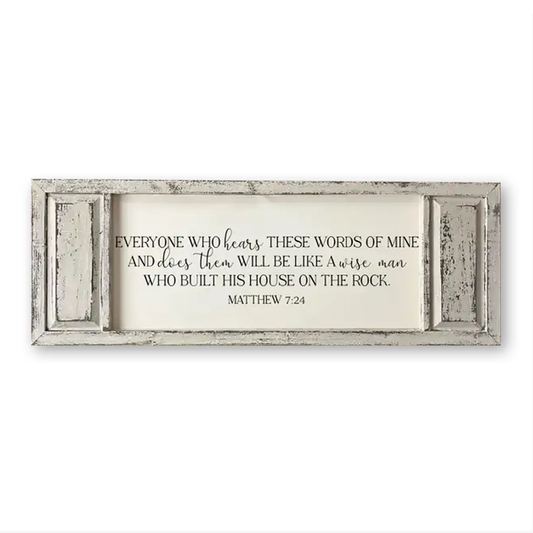 EVERYONE WHO hears THESE WORDS OF MINE
AND does them WILL BE LIKE A wise man
WHO BUILT HIS HOUSE ON THE ROCK.
MATTHEW 7:24